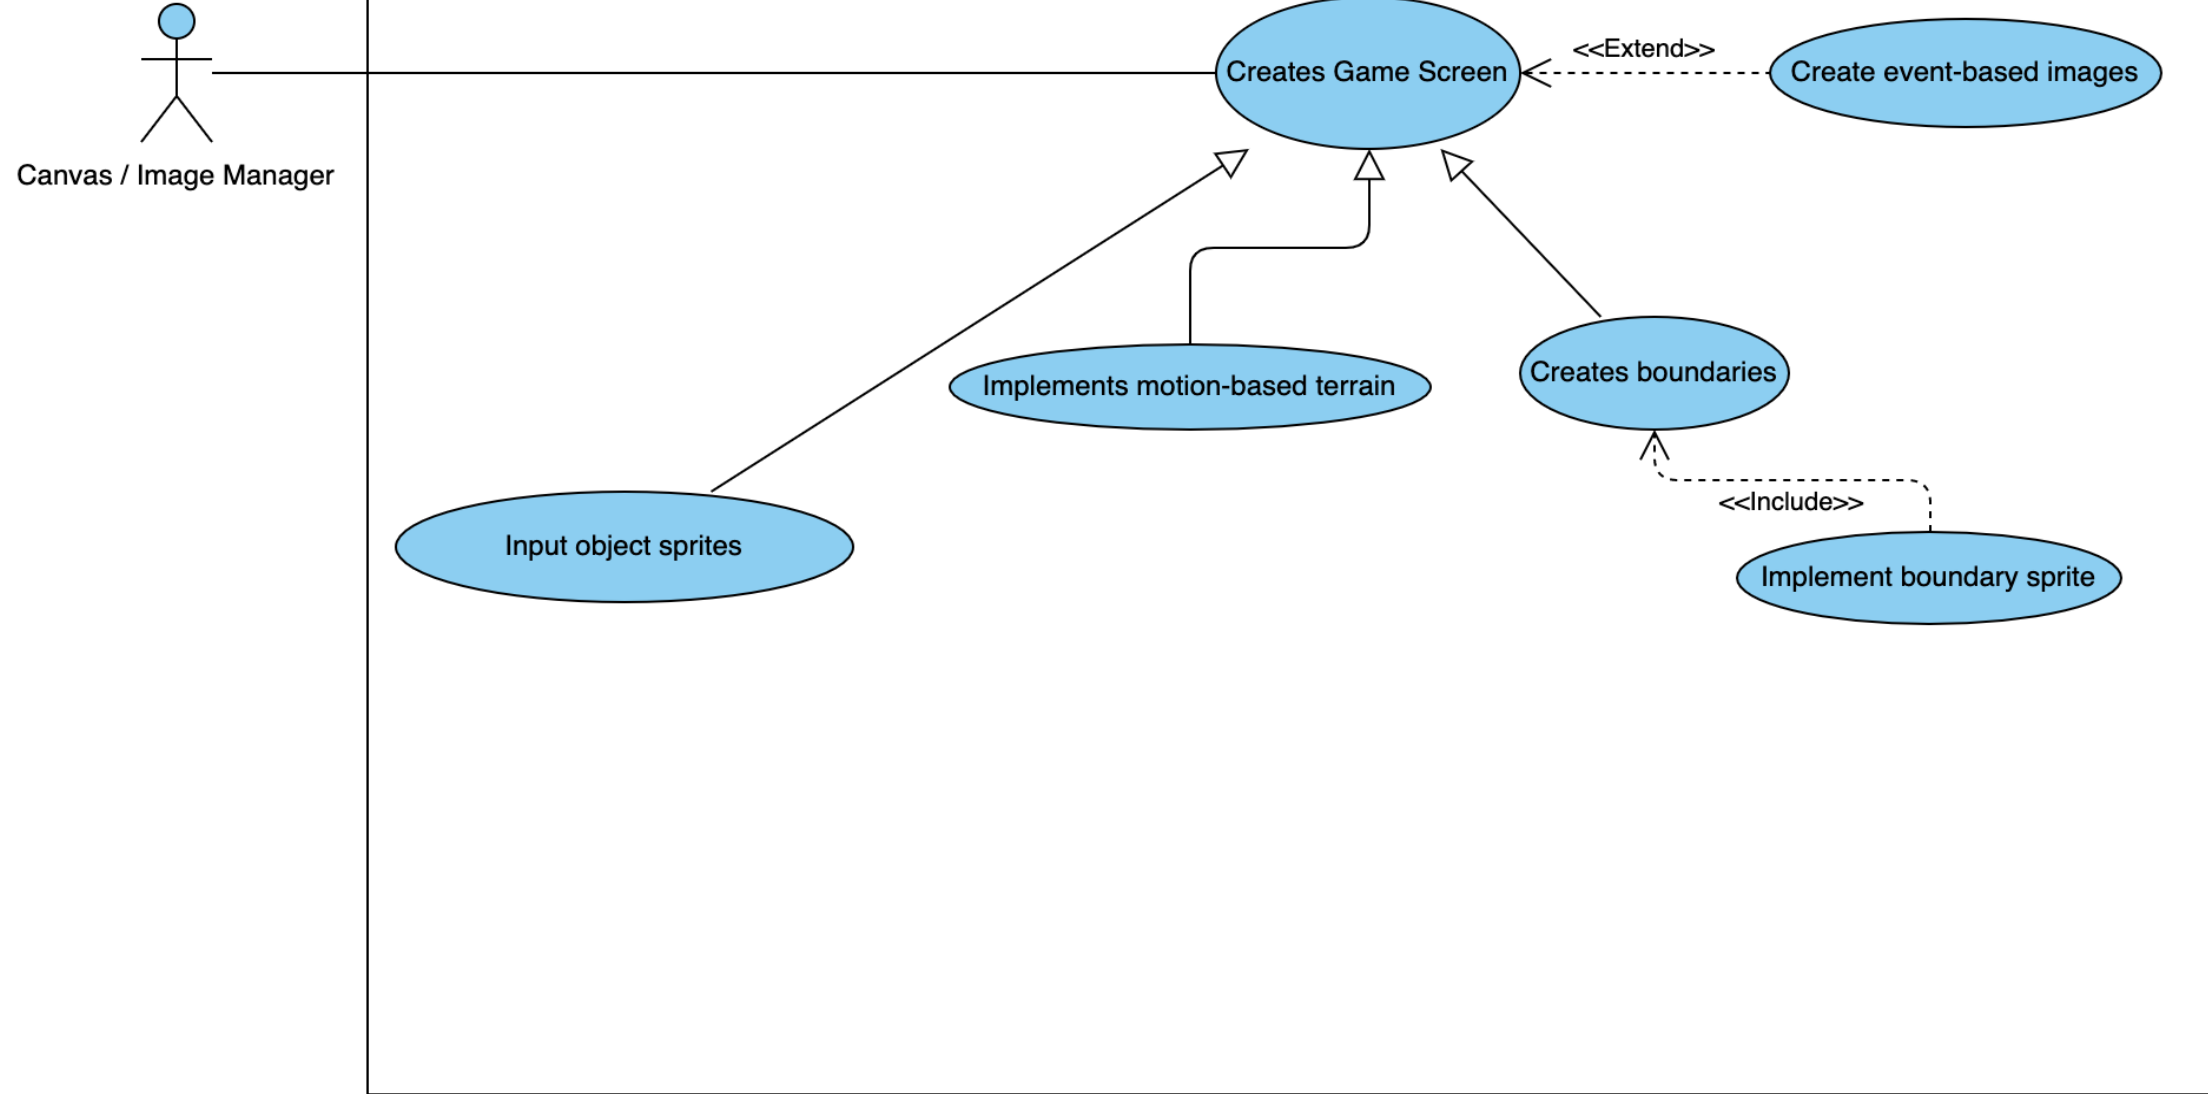 Creates Game Screen
<<Extend>>
Create event-based images
Canvas / Image Manager
Implements motion-based terrain
Creates boundaries
<<Include>>
Input object sprites
Implement boundary sprite